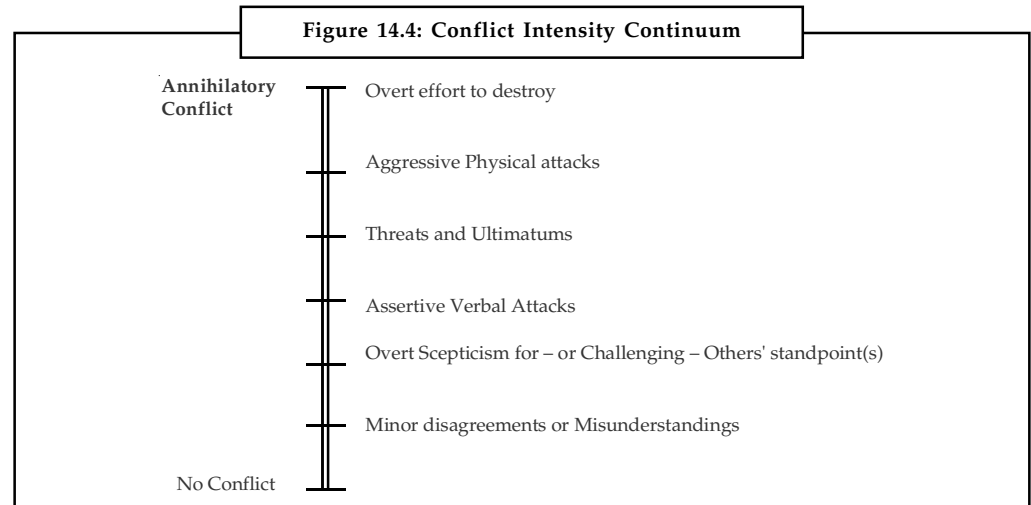 Figure 14.4: Conflict Intensity Continuum
Annihilatory
Conflict
Overt effort to destroy
Aggressive Physical attacks
Threats and Ultimatums
Assertive Verbal Attacks
Overt Scepticism for – or Challenging – Others' standpoint(s)
Minor disagreements or Misunderstandings
No Conflict